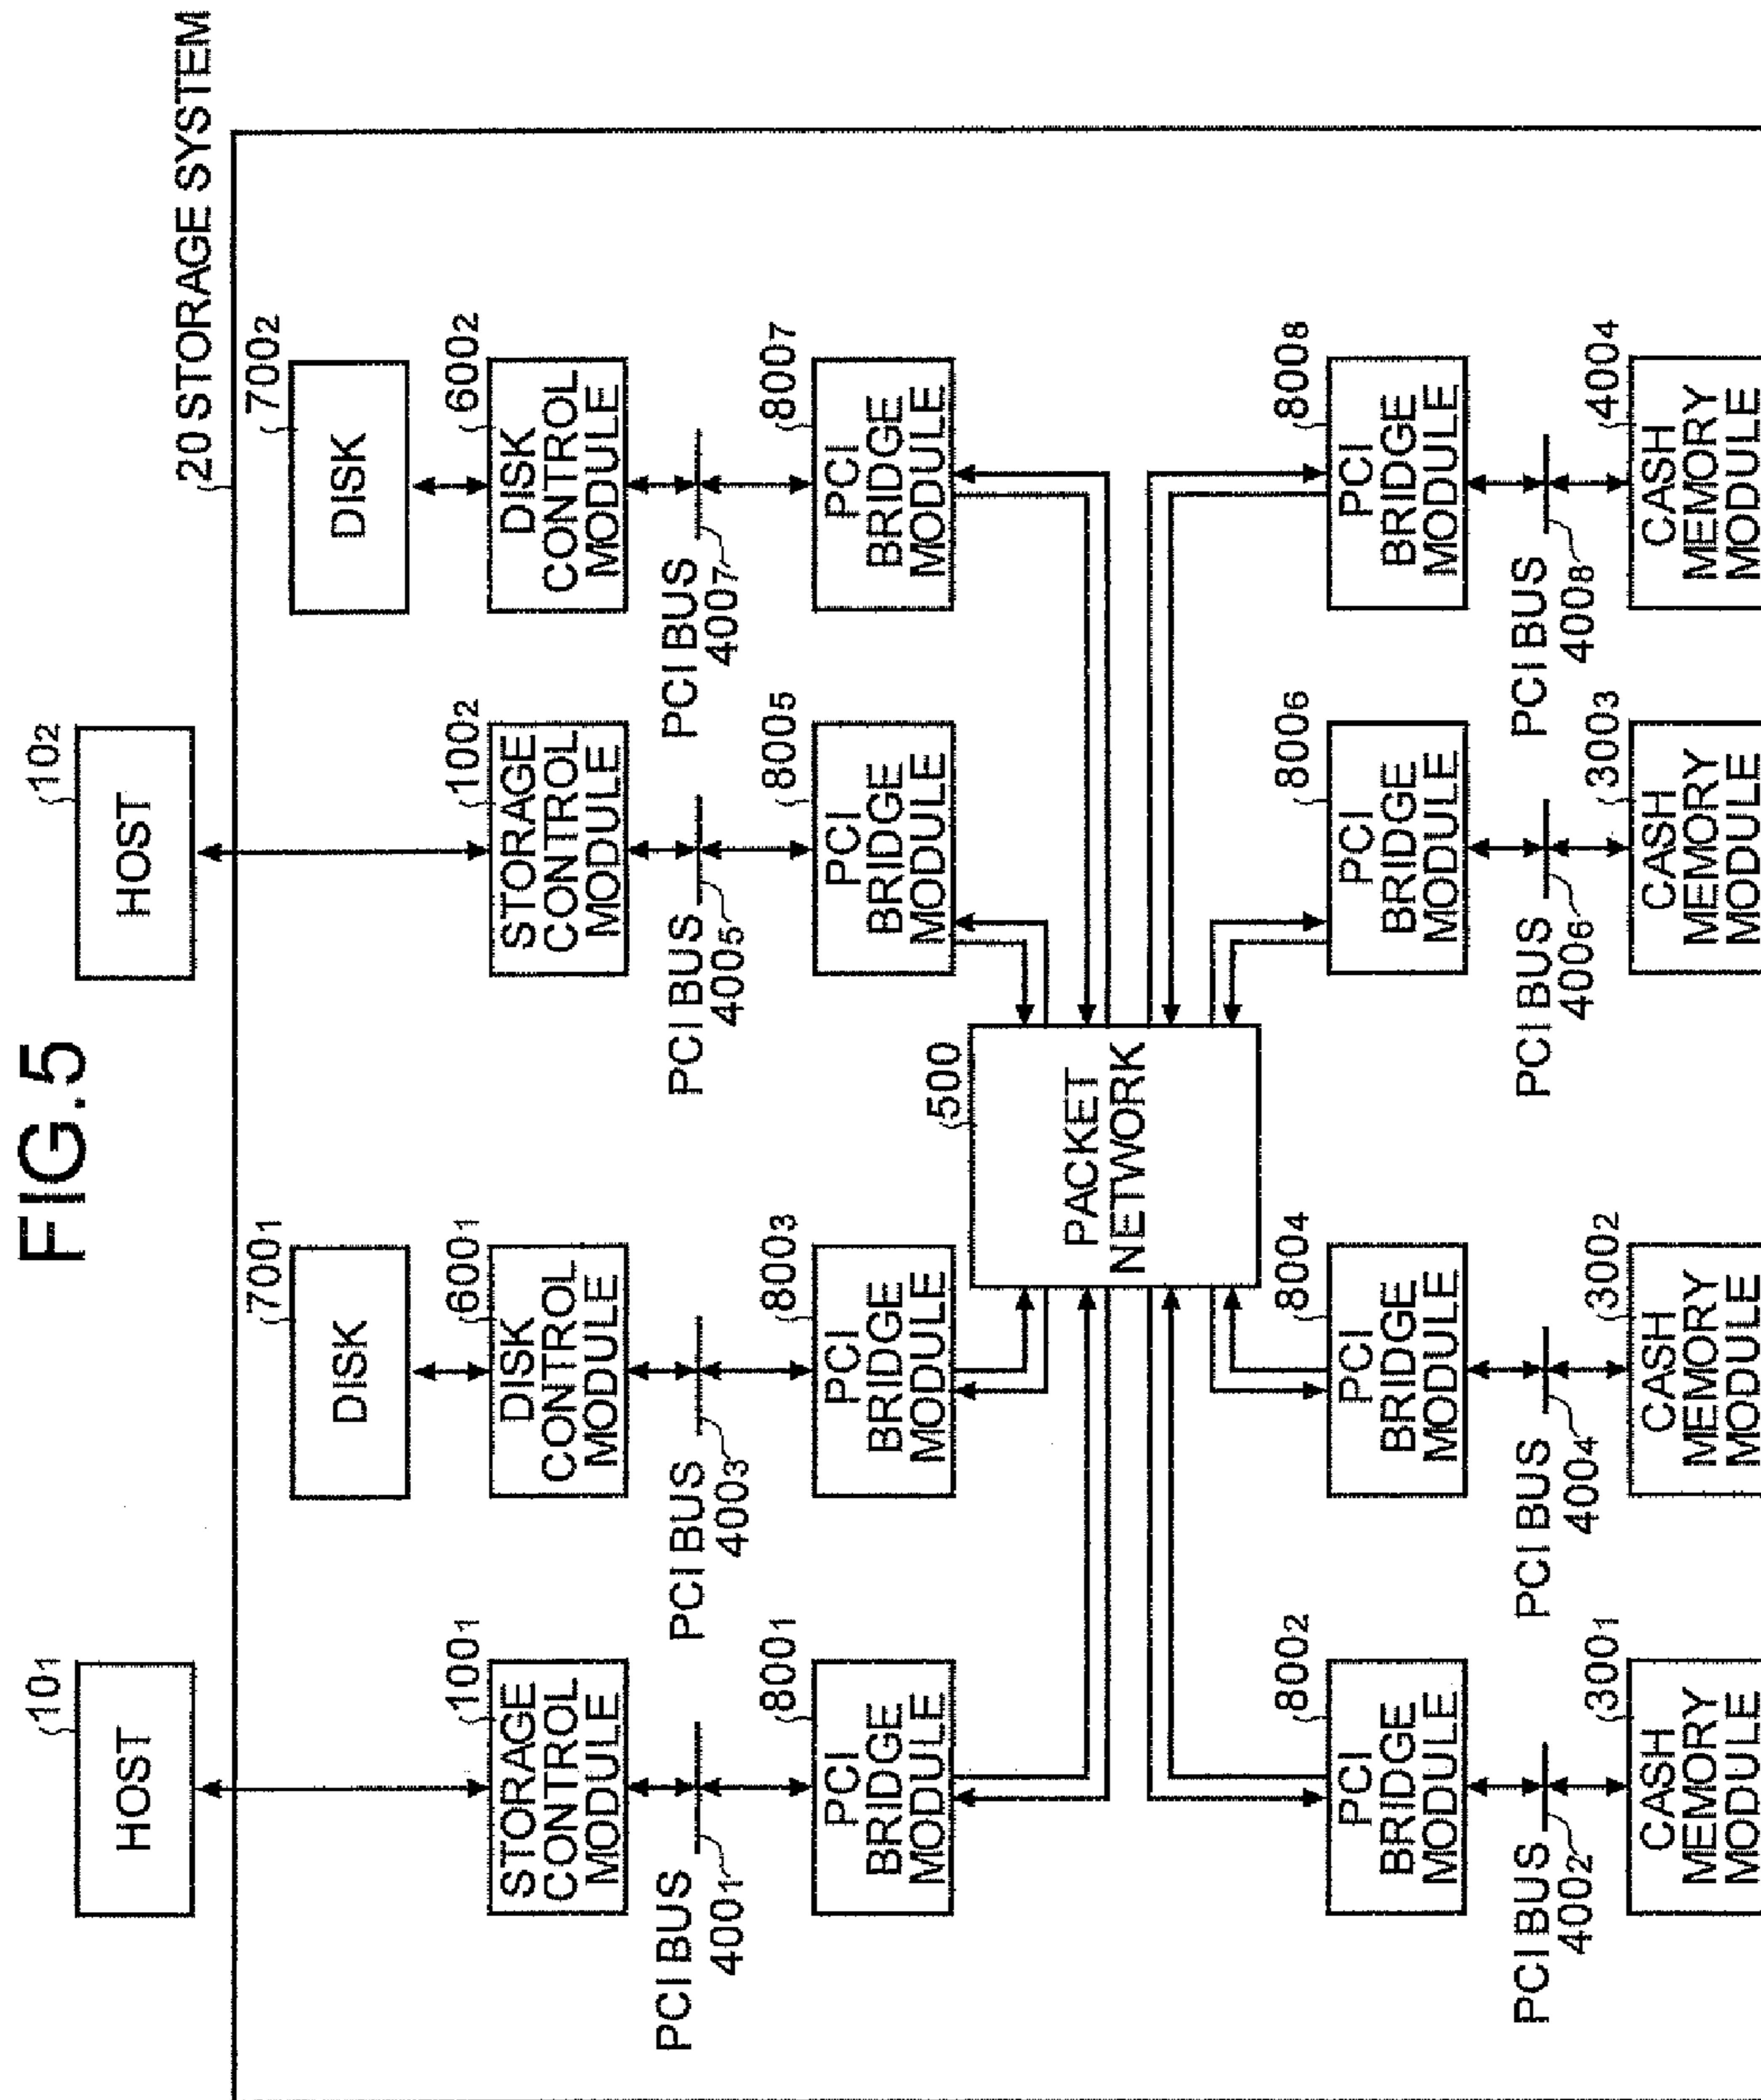 FIG.5
10₁
HOST
10₂
HOST
20 STORAGE SYSTEM
700₁
DISK
700₂
DISK
100₁
STORAGE
CONTROL
MODULE
600₁
DISK
CONTROL
MODULE
100₂
STORAGE
CONTROL
MODULE
600₂
DISK
CONTROL
MODULE
PCI BUS
400₁
PCI BUS
400₃
PCI BUS
400₅
PCI BUS
400₇
800₁
PCI
BRIDGE
MODULE
800₃
PCI
BRIDGE
MODULE
800₅
PCI
BRIDGE
MODULE
800₇
PCI
BRIDGE
MODULE
500
PACKET
NETWORK
800₂
PCI
BRIDGE
MODULE
800₄
PCI
BRIDGE
MODULE
800₆
PCI
BRIDGE
MODULE
800₈
PCI
BRIDGE
MODULE
PCI BUS
400₂
PCI BUS
400₄
PCI BUS
400₆
PCI BUS
400₈
300₁
CASH
MEMORY
MODULE
300₂
CASH
MEMORY
MODULE
300₃
CASH
MEMORY
MODULE
400₄
CASH
MEMORY
MODULE